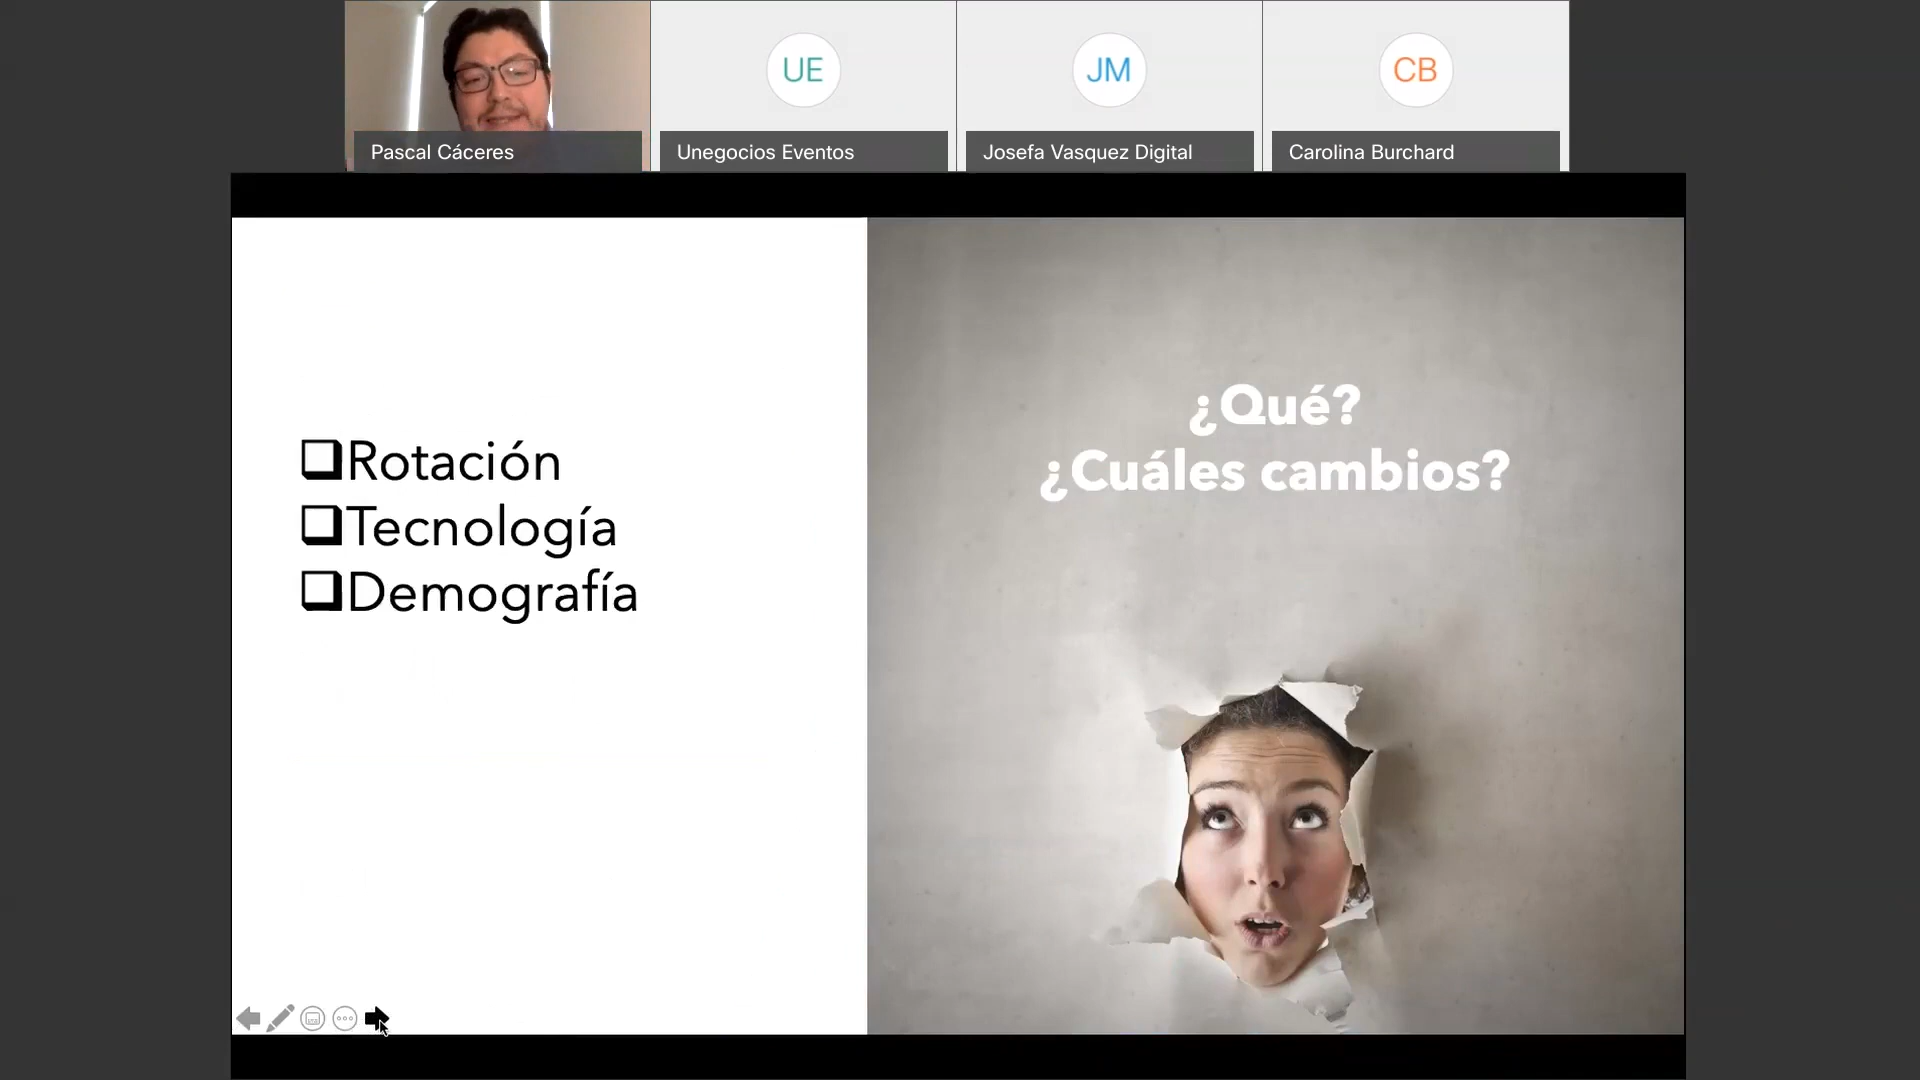 UE
JM
CB
Pascal Cáceres
Unegocios Eventos
Josefa Vasquez Digital
Carolina Burchard
❑Rotación
❑Tecnología
❑Demografía
¿Qué?
¿Cuáles cambios?